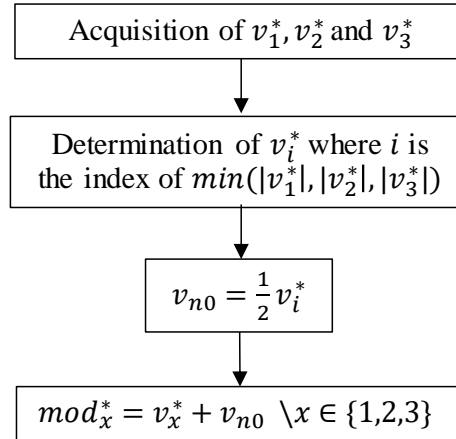 Acquisition of 𝑣₁*, 𝑣₂* and 𝑣₃*
Determination of 𝑣ᵢ* where 𝑖 is
the index of 𝑚𝑖𝑛(|𝑣₁*|, |𝑣₂*|, |𝑣₃*|)
𝑣ₙ₀ = ½ 𝑣ᵢ*
𝑚𝑜𝑑ₓ* = 𝑣ₓ* + 𝑣ₙ₀ \𝑥 ∈ {1,2,3}